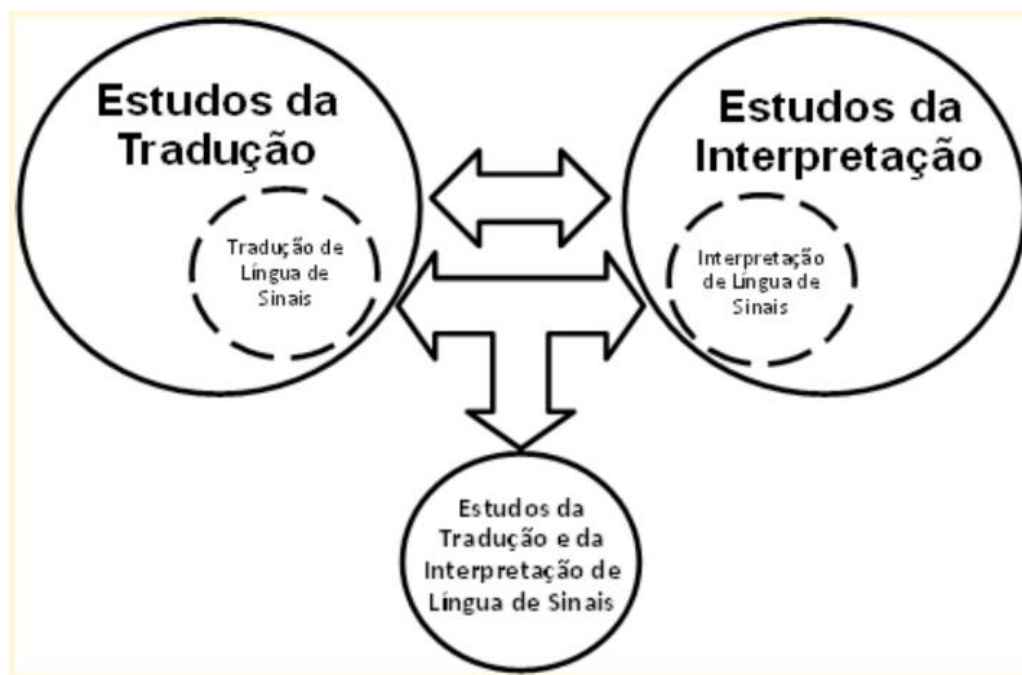 Estudos da
Tradução
Tradução de
Língua de
Sinais
Estudos da
Interpretação
Interpretação
de Língua de
Sinais
Estudos da
Tradução e da
Interpretação de
Língua de Sinais